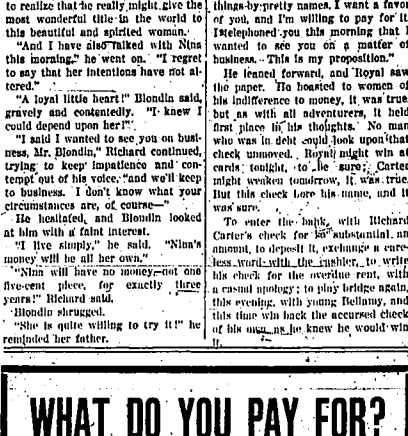 to realize that he really might give the
most wonderful title in the world to
this beautiful and spirited woman.
"And I have also talked with Nina
this morning," he went on. "I regret
to say that her intentions have not al-
tered."
"A loyal little heart!" Blondin said,
gravely and contentedly. "I knew I
could depend upon her!"
"I said I wanted to see you on busi-
ness, Mr. Blondin," Richard continued,
trying to keep impatience and con-
tempt out of his voice, "and we'll keep
to business. I don't know what your
circumstances are, of course—"
He hesitated, and Blondin looked
at him with a faint interest.
"I live simply," he said. "Nina's
money will be all her own."
"Nina will have no money—not one
five-cent piece, for exactly three
years!" Richard said.
Blondin shrugged.
"She is quite willing to try it!" he
reminded her father.
things by pretty names. I want a favor
of you, and I'm willing to pay for it.
I telephoned you this morning that I
wanted to see you on a matter of
business. This is my proposition."
He leaned forward, and Royal saw
the paper. He boasted to women of
his indifference to money, it was true,
but as with all adventurers, it held
first place in his thoughts. No man
who was in debt could look upon that
check unmoved. Royal might win at
cards tonight, to be sure; Carter
might weaken tomorrow, it was true.
But this check bore his name, and it
was sure.
To enter the bank, with Richard
Carter's check for so substantial an
amount, to deposit it, exchange a care-
less word with the cashier, to write
his check for the overdue rent, with
a casual apology; to play bridge again,
this evening, with young Bellamy, and
this time win back the accursed check
of his own, as he knew he would win
it.
WHAT DO YOU PAY FOR?